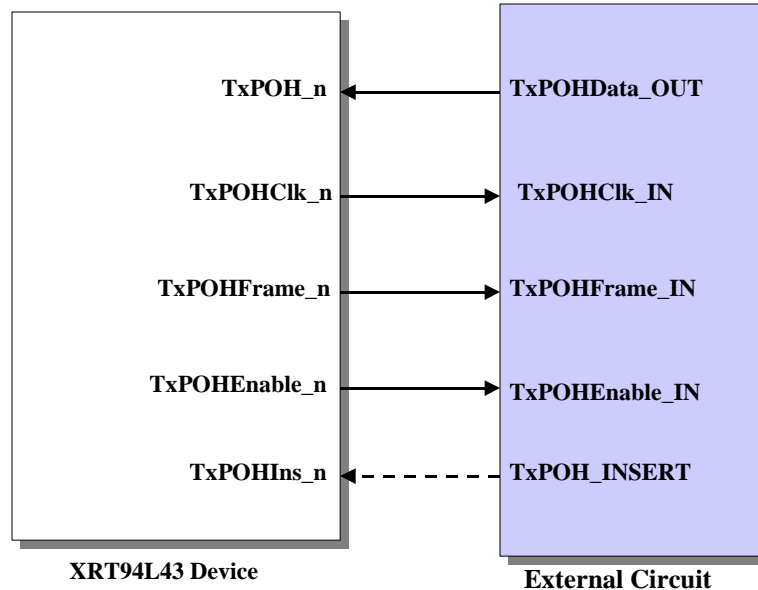 TxPOH_n
TxPOHData_OUT
TxPOHClk_n
TxPOHClk_IN
TxPOHFrame_n
TxPOHFrame_IN
TxPOHEnable_n
TxPOHEnable_IN
TxPOHIns_n
TxPOH_INSERT
XRT94L43 Device
External Circuit